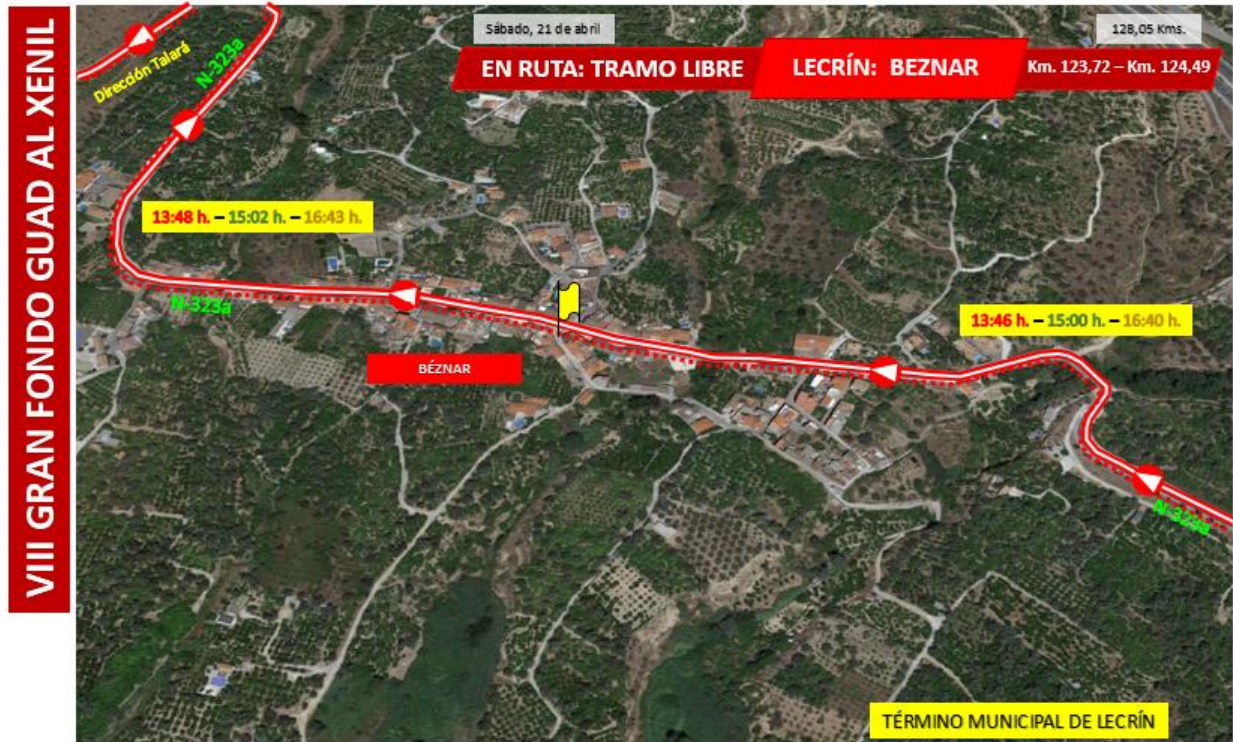 VIII GRAN FONDO GUAD AL XENIL
Sábado, 21 de abril
128,05 Kms.
EN RUTA: TRAMO LIBRE
LECRÍN: BEZNAR
Km. 123,72 – Km. 124,49
Dirección Talará
N-323a
13:48 h. – 15:02 h. – 16:43 h.
N-323a
13:46 h. – 15:00 h. – 16:40 h.
BÉZNAR
N-323a
TÉRMINO MUNICIPAL DE LECRÍN